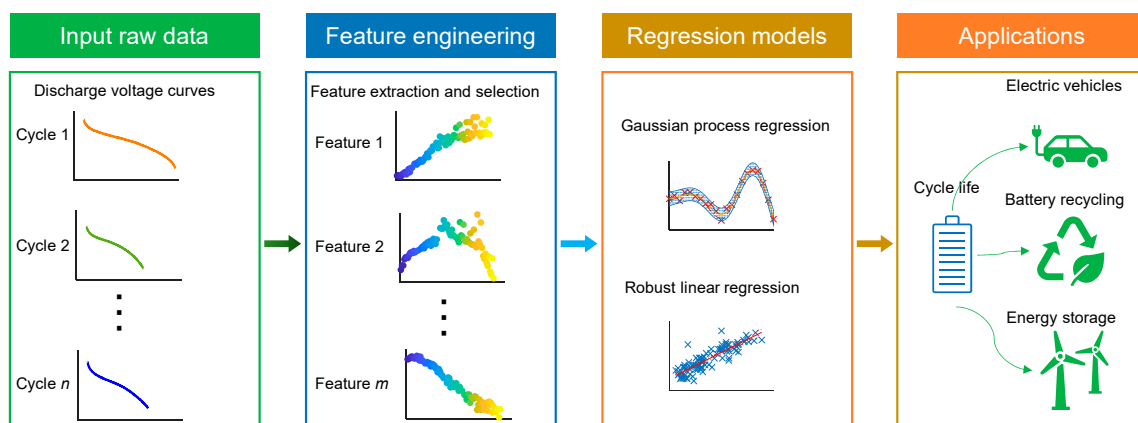 Input raw data
Feature engineering
Regression models
Applications
Discharge voltage curves
Cycle 1
Cycle 2
Cycle n
Feature extraction and selection
Feature 1
Feature 2
Feature m
Gaussian process regression
Robust linear regression
Electric vehicles
Cycle life
Battery recycling
Energy storage